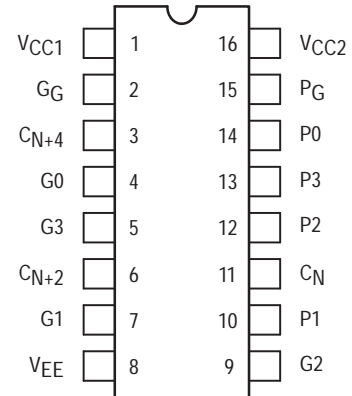 VCC1 1 16 VCC2
GG 2 15 PG
CN+4 3 14 P0
G0 4 13 P3
G3 5 12 P2
CN+2 6 11 CN
G1 7 10 P1
VEE 8 9 G2